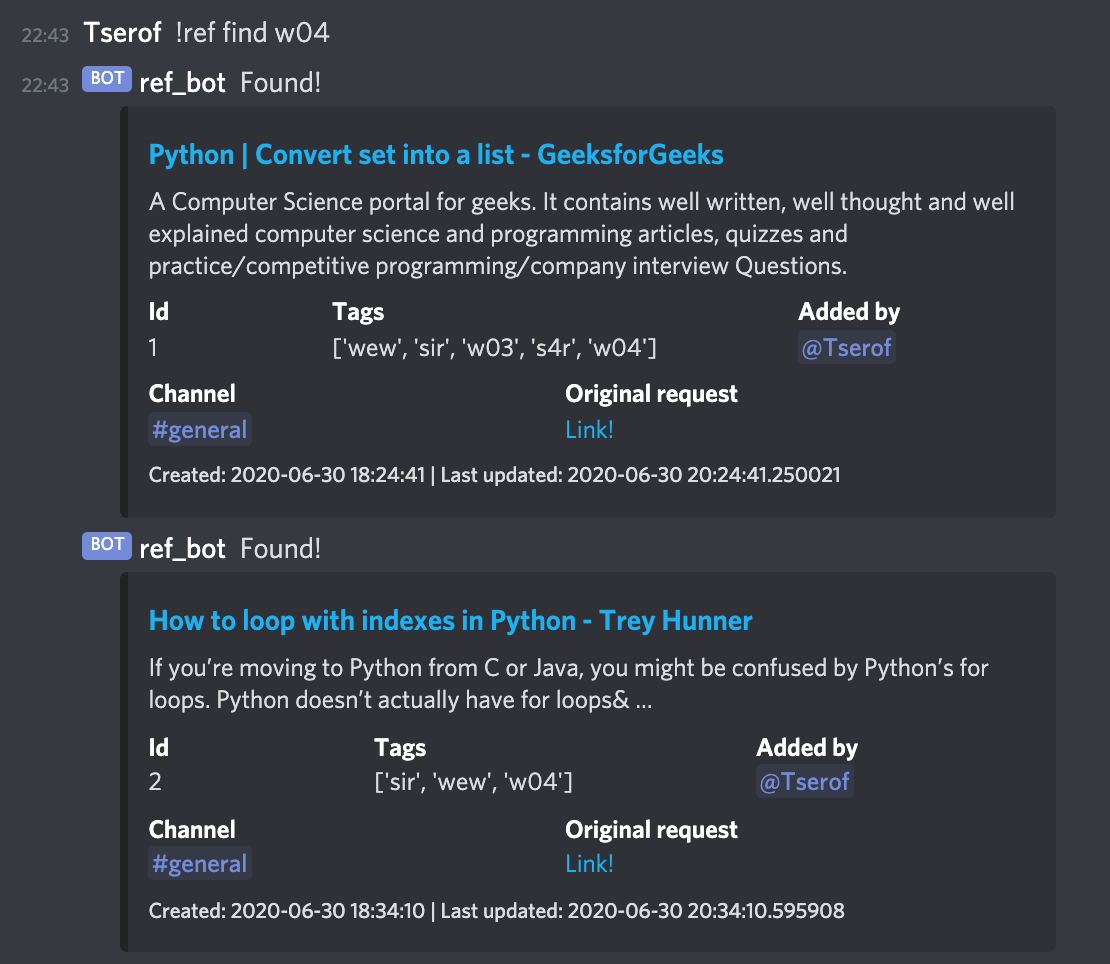 22:43 Tserof !ref find w04
22:43 BOT ref_bot Found!
Python | Convert set into a list - GeeksforGeeks
A Computer Science portal for geeks. It contains well written, well thought and well
explained computer science and programming articles, quizzes and
practice/competitive programming/company interview Questions.
Id Tags Added by
1 ['wew', 'sir', 'w03', 's4r', 'w04'] @Tserof
Channel Original request
#general Link!
Created: 2020-06-30 18:24:41 | Last updated: 2020-06-30 20:24:41.250021
BOT ref_bot Found!
How to loop with indexes in Python - Trey Hunner
If you’re moving to Python from C or Java, you might be confused by Python’s for
loops. Python doesn’t actually have for loops& ...
Id Tags Added by
2 ['sir', 'wew', 'w04'] @Tserof
Channel Original request
#general Link!
Created: 2020-06-30 18:34:10 | Last updated: 2020-06-30 20:34:10.595908